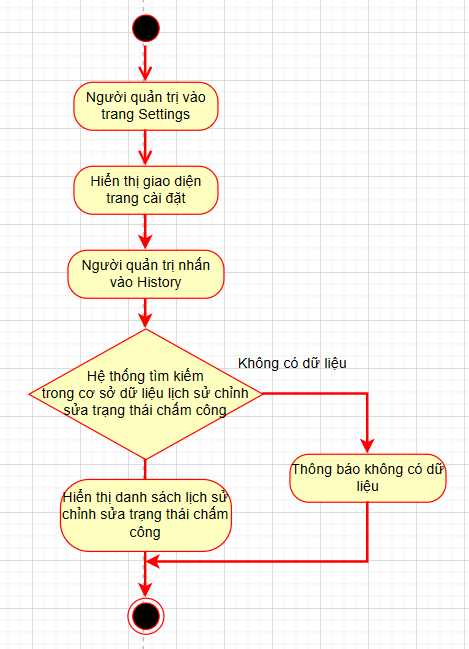 Người quản trị vào
trang Settings
Hiển thị giao diện
trang cài đặt
Người quản trị nhấn
vào History
Không có dữ liệu
Hệ thống tìm kiếm
trong cơ sở dữ liệu lịch sử chỉnh
sửa trạng thái chấm công
Thông báo không có dữ
liệu
Hiển thị danh sách lịch sử
chỉnh sửa trạng thái chấm
công